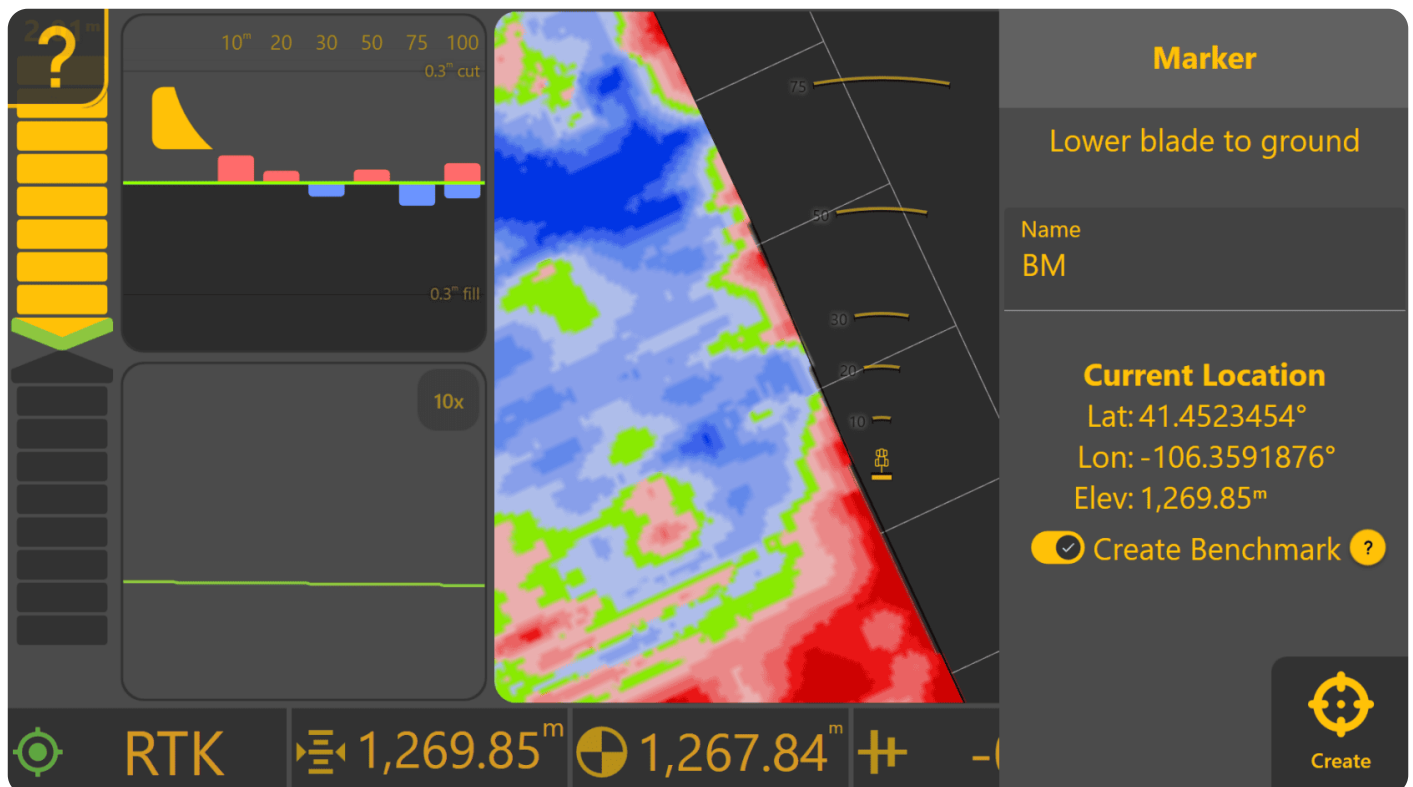 2.01m
?
10m 20 30 50 75 100
0.3m cut
0.3m fill
10x
75
50
30
20
10
Marker
Lower blade to ground
Name
BM
Current Location
Lat: 41.4523454°
Lon: -106.3591876°
Elev: 1,269.85m
Create Benchmark ?
Create
RTK
1,269.85m
1,267.84m